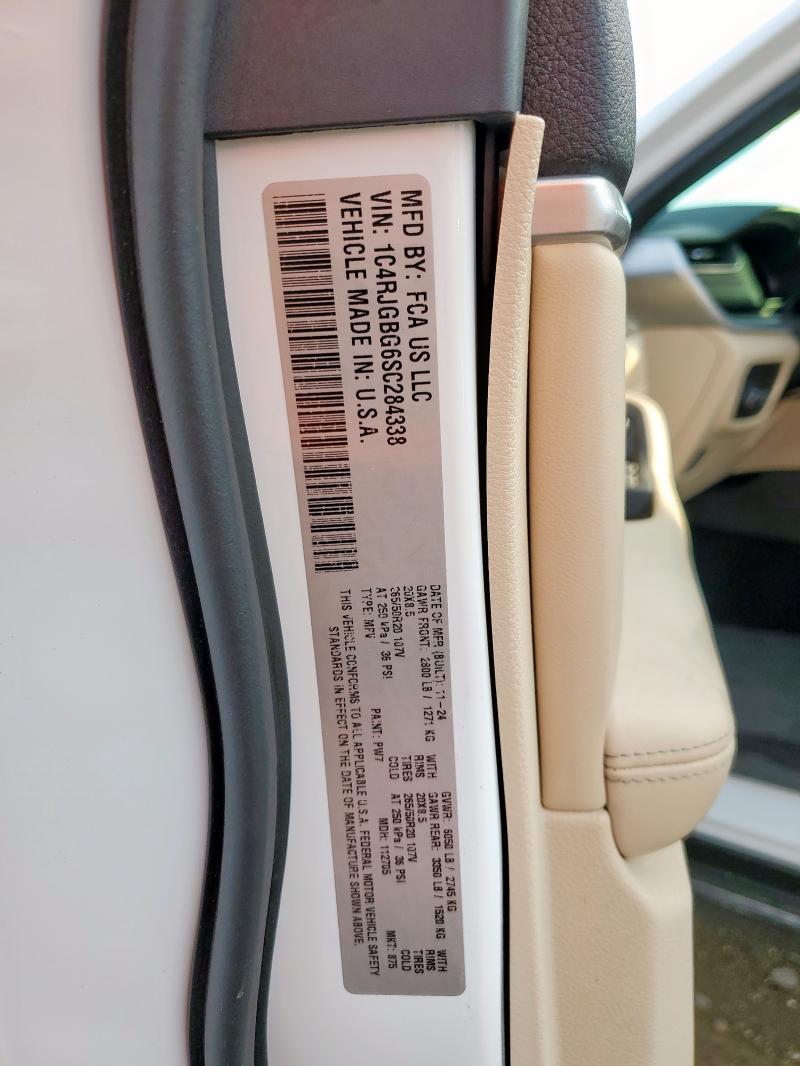 MFD BY: FCA US LLC
VIN: 1C4RJGBG6SC284338
VEHICLE MADE IN: U.S.A.
DATE OF MFR (BUILT): 11-24 GVWR: 6050 LB / 2745 KG
GAWR FRONT: 2800 LB / 1271 KG WITH GAWR REAR: 3350 LB / 1520 KG WITH
20X8.5 RIMS 20X8.5 RIMS
265/50R20 107V TIRES 265/50R20 107V TIRES
AT 250 kPa / 36 PSI COLD AT 250 kPa / 36 PSI COLD
TYPE: MPV PAINT: PW7 MDH: 112705 MKT: 875
THIS VEHICLE CONFORMS TO ALL APPLICABLE U.S.A. FEDERAL MOTOR VEHICLE SAFETY
STANDARDS IN EFFECT ON THE DATE OF MANUFACTURE SHOWN ABOVE.